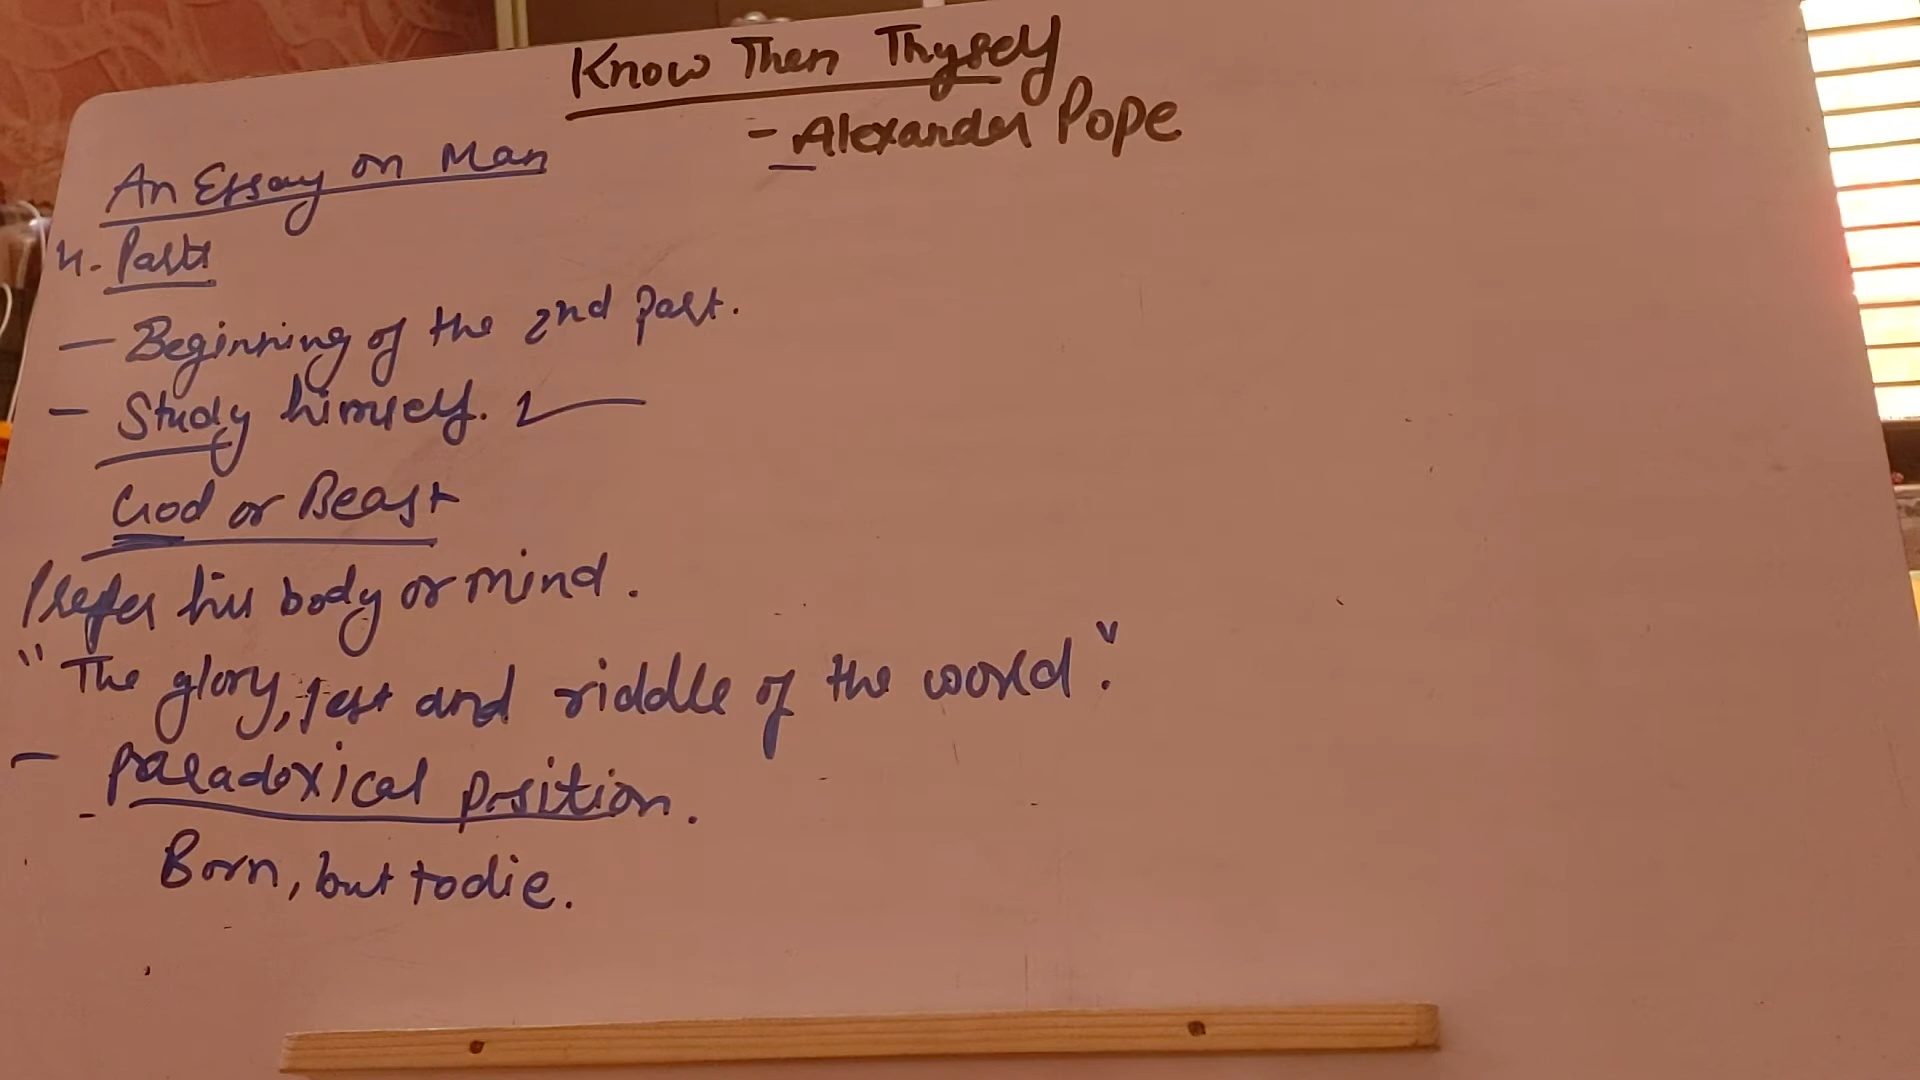 Know Then Thyself
- Alexander Pope
An Essay on Man
4. Parts
- Beginning of the 2nd part.
- Study himself.
God or Beast
Prefer his body or mind.
"The glory, jest and riddle of the world."
- Paradoxical position.
- Born, but to die.